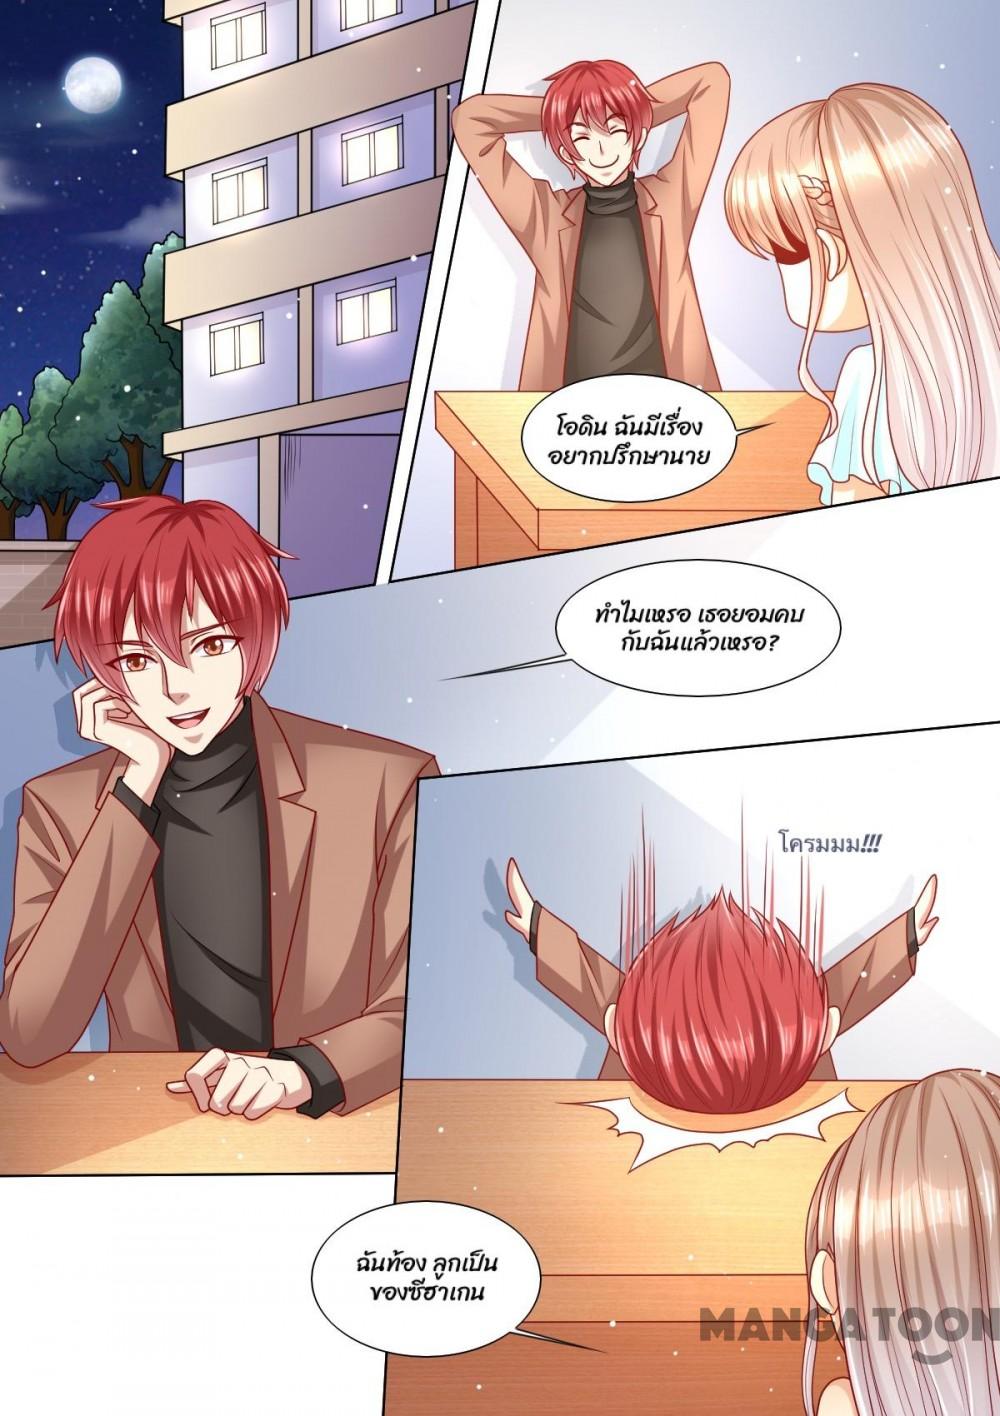 โอดิน ฉันมีเรื่อง
อยากปรึกษานาย
ทำไมเหรอ เธอยอมคบ
กับฉันแล้วเหรอ?
โครมมม!!!
ฉันท้อง ลูกเป็น
ของซีฮาเกน
MANGATOON